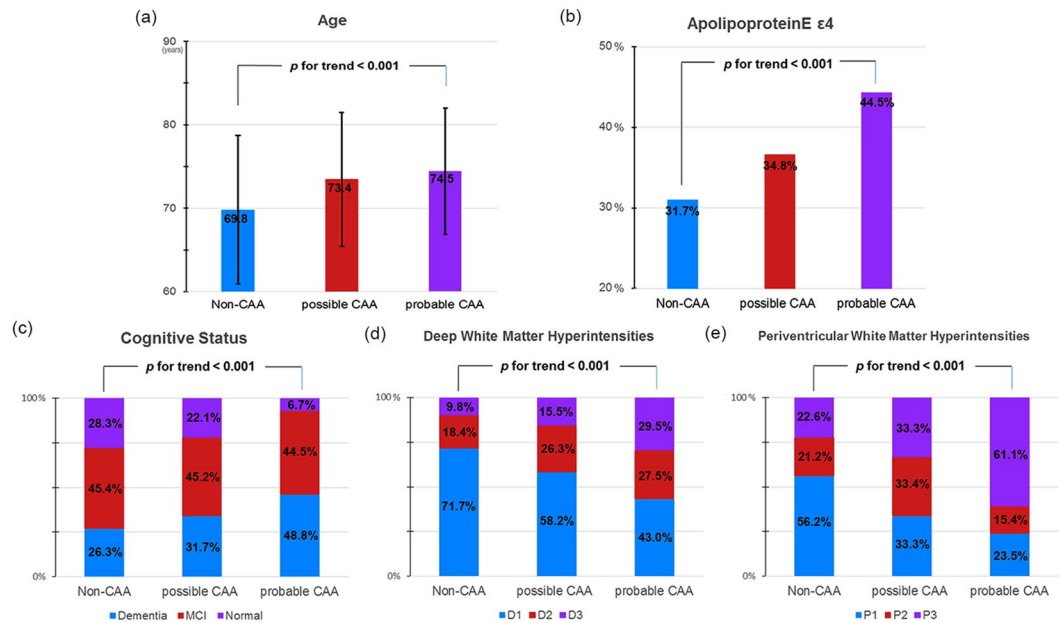 (a)
Age
90
(years)
p for trend < 0.001
80
70
60
69.8
73.4
74.5
Non-CAA possible CAA probable CAA
(b)
ApolipoproteinE ε4
50%
p for trend < 0.001
40%
30%
20%
31.7%
34.8%
44.5%
Non-CAA possible CAA probable CAA
(c)
Cognitive Status
p for trend < 0.001
100%
28.3% 22.1% 6.7%
45.4% 45.2% 44.5%
26.3% 31.7% 48.8%
0%
Non-CAA possible CAA probable CAA
Dementia MCI Normal
(d)
Deep White Matter Hyperintensities
p for trend < 0.001
100%
9.8% 15.5% 29.5%
18.4% 26.3% 27.5%
71.7% 58.2% 43.0%
0%
Non-CAA possible CAA probable CAA
D1 D2 D3
(e)
Periventricular White Matter Hyperintensities
p for trend < 0.001
100%
22.6% 33.3% 61.1%
21.2% 33.4% 15.4%
56.2% 33.3% 23.5%
0%
Non-CAA possible CAA probable CAA
P1 P2 P3